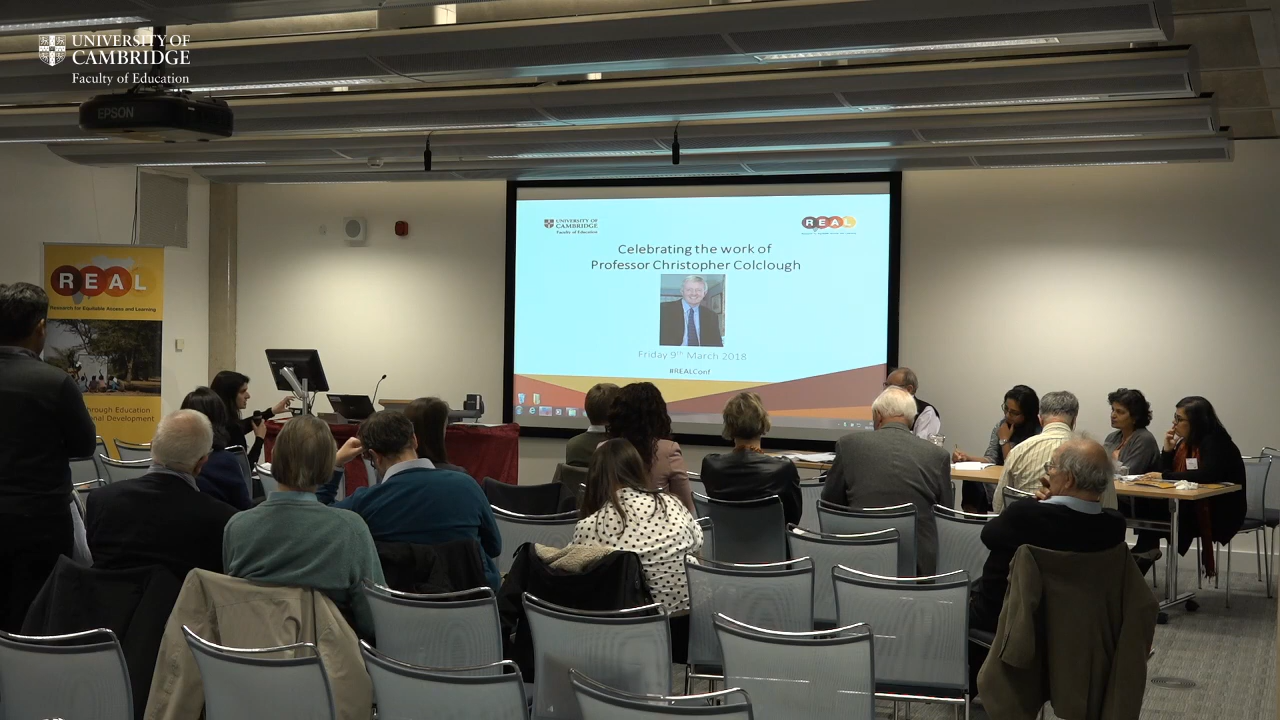 UNIVERSITY OF
CAMBRIDGE
Faculty of Education
EPSON
UNIVERSITY OF
CAMBRIDGE
Faculty of Education
REAL
Celebrating the work of
Professor Christopher Colclough
Friday 9th March 2018
#REALConf
REAL
Research for Equitable Access and Learning
rough Education
onal Development